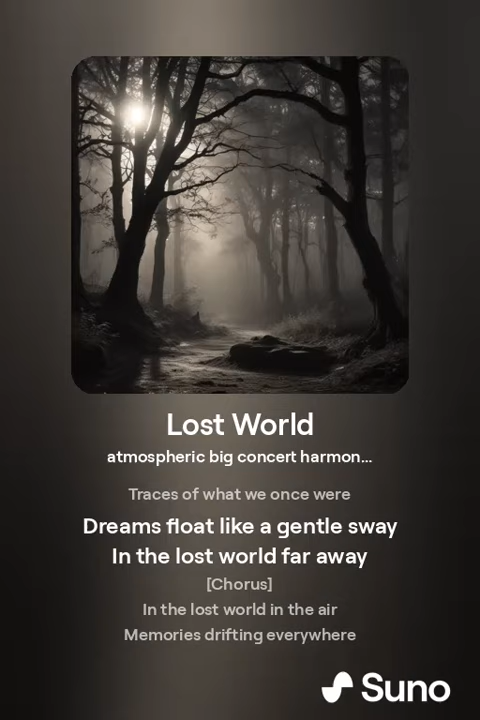 Lost World
atmospheric big concert harmon...
Traces of what we once were
Dreams float like a gentle sway
In the lost world far away
[Chorus]
In the lost world in the air
Memories drifting everywhere
Suno